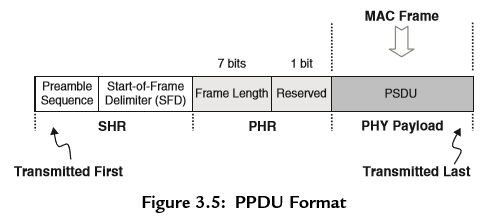 MAC Frame
7 bits
1 bit
Preamble
Sequence
Start-of-Frame
Delimiter (SFD)
Frame Length
Reserved
PSDU
SHR
PHR
PHY Payload
Transmitted First
Transmitted Last
Figure 3.5: PPDU Format